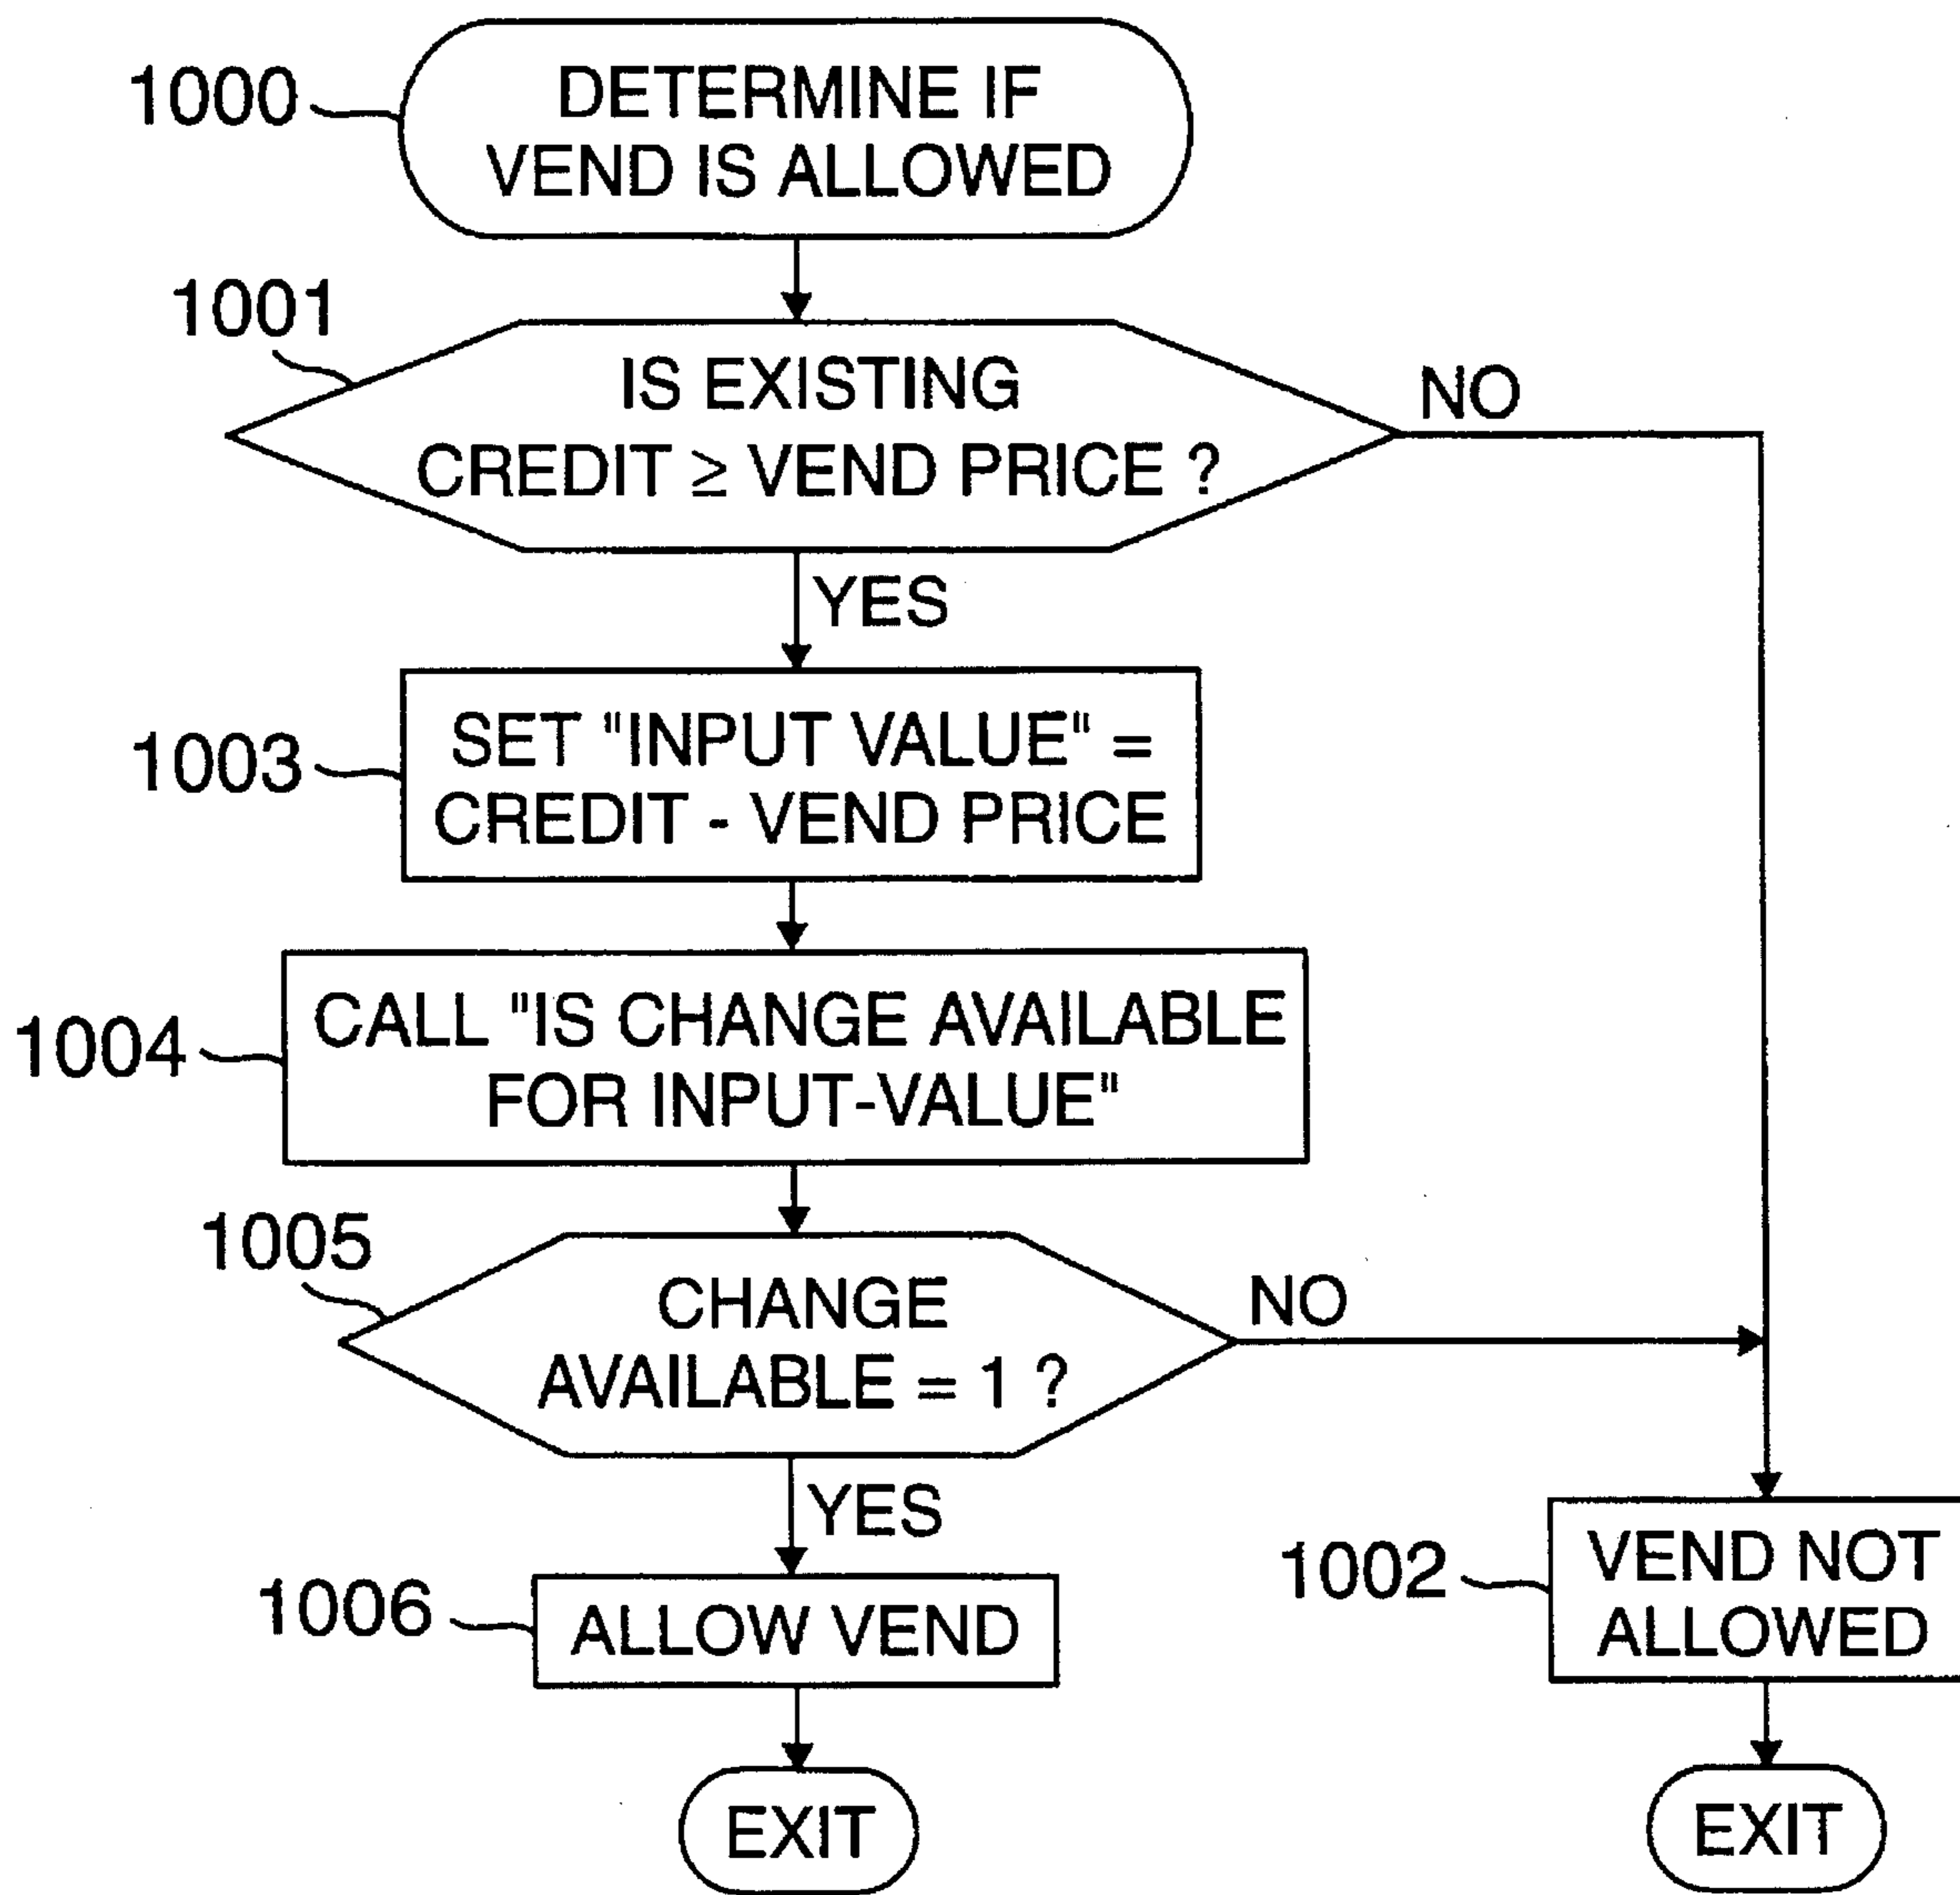 1000
DETERMINE IF
VEND IS ALLOWED
1001
IS EXISTING
CREDIT ≥ VEND PRICE ?
NO
YES
1003
SET "INPUT VALUE" =
CREDIT - VEND PRICE
1004
CALL "IS CHANGE AVAILABLE
FOR INPUT-VALUE"
1005
CHANGE
AVAILABLE = 1 ?
NO
YES
1006
ALLOW VEND
1002
VEND NOT
ALLOWED
EXIT
EXIT